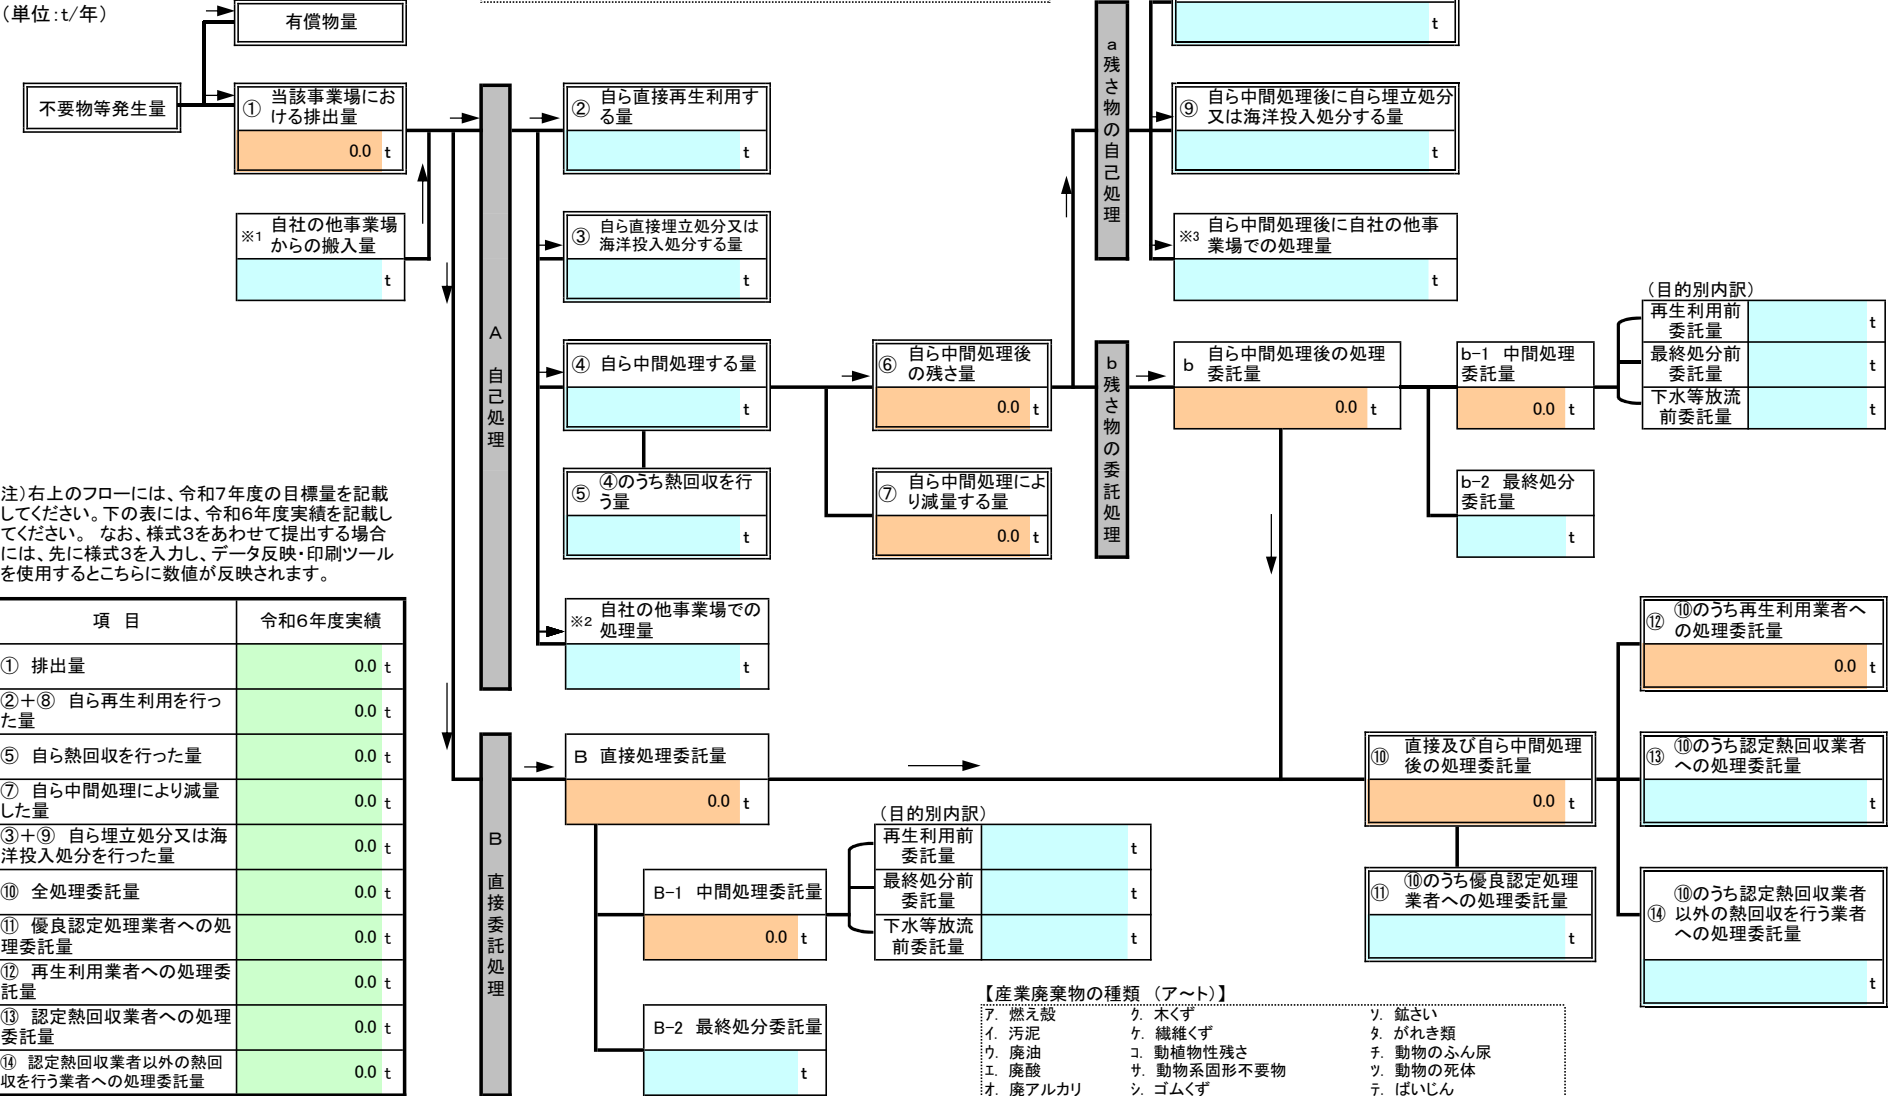 （単位：t/年）
有償物量
t
不要物等発生量
① 当該事業場にお
ける排出量
0.0 t
※1 自社の他事業場
からの搬入量
t
A 自己処理
② 自ら直接再生利用す
る量
t
③ 自ら直接埋立処分又は
海洋投入処分する量
t
④ 自ら中間処理する量
t
⑤ ④のうち熱回収を行
う量
t
※2 自社の他事業場での
処理量
t
⑥ 自ら中間処理後
の残さ量
0.0 t
⑦ 自ら中間処理によ
り減量する量
0.0 t
a 残さ物の自己処理
⑨ 自ら中間処理後に自ら埋立処分
又は海洋投入処分する量
t
※3 自ら中間処理後に自社の他事
業場での処理量
t
b 残さ物の委託処理
b 自ら中間処理後の処理
委託量
0.0 t
b-1 中間処理
委託量
0.0 t
（目的別内訳）
再生利用前
委託量
t
最終処分前
委託量
t
下水等放流
前委託量
t
b-2 最終処分
委託量
t
注）右上のフローには、令和7年度の目標量を記載
してください。下の表には、令和6年度実績を記載し
てください。 なお、様式3をあわせて提出する場合
には、先に様式3を入力し、データ反映・印刷ツール
を使用するとこちらに数値が反映されます。
項 目 令和6年度実績
① 排出量 0.0 t
②＋⑧ 自ら再生利用を行っ
た量 0.0 t
⑤ 自ら熱回収を行った量 0.0 t
⑦ 自ら中間処理により減量
した量 0.0 t
③＋⑨ 自ら埋立処分又は海
洋投入処分を行った量 0.0 t
⑩ 全処理委託量 0.0 t
⑪ 優良認定処理業者への処
理委託量 0.0 t
⑫ 再生利用業者への処理委
託量 0.0 t
⑬ 認定熱回収業者への処理
委託量 0.0 t
⑭ 認定熱回収業者以外の熱回
収を行う業者への処理委託量 0.0 t
B 直接委託処理
B 直接処理委託量
0.0 t
B-1 中間処理委託量
0.0 t
（目的別内訳）
再生利用前
委託量
t
最終処分前
委託量
t
下水等放流
前委託量
t
B-2 最終処分委託量
t
⑩ 直接及び自ら中間処理
後の処理委託量
0.0 t
⑪ ⑩のうち優良認定処理
業者への処理委託量
t
⑫ ⑩のうち再生利用業者へ
の処理委託量
0.0 t
⑬ ⑩のうち認定熱回収業者
への処理委託量
t
⑭ ⑩のうち認定熱回収業者
以外の熱回収を行う業者
への処理委託量
t
【産業廃棄物の種類 （ア～ト）】
ア. 燃え殻 ク. 木くず ソ. 鉱さい
イ. 汚泥 ケ. 繊維くず タ. がれき類
ウ. 廃油 コ. 動植物性残さ チ. 動物のふん尿
エ. 廃酸 サ. 動物系固形不要物 ツ. 動物の死体
オ. 廃アルカリ シ. ゴムくず テ. ばいじん